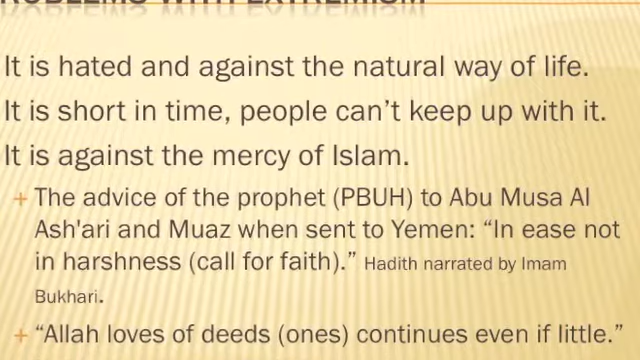 PROBLEMS WITH EXTREMISM
It is hated and against the natural way of life.
It is short in time, people can’t keep up with it.
It is against the mercy of Islam.
+ The advice of the prophet (PBUH) to Abu Musa Al
Ash'ari and Muaz when sent to Yemen: “In ease not
in harshness (call for faith).” Hadith narrated by Imam
Bukhari.
+ “Allah loves of deeds (ones) continues even if little.”